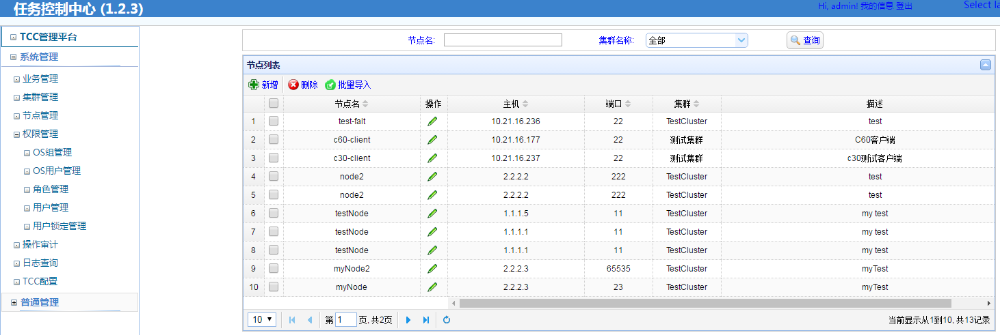 任务控制中心 (1.2.3)
Hi, admin! 我的信息 登出
Select la
TCC管理平台
系统管理
业务管理
集群管理
节点管理
权限管理
OS组管理
OS用户管理
角色管理
用户管理
用户锁定管理
操作审计
日志查询
TCC配置
普通管理
节点名:
集群名称: 全部
查询
节点列表
新增 删除 批量导入
节点名 操作 主机 端口 集群 描述
1 test-falt 10.21.16.236 22 TestCluster test
2 c60-client 10.21.16.177 22 测试集群 C60客户端
3 c30-client 10.21.16.237 22 测试集群 c30测试客户端
4 node2 2.2.2.2 222 TestCluster test
5 node2 2.2.2.2 222 TestCluster test
6 testNode 1.1.1.5 11 TestCluster my test
7 testNode 1.1.1.1 11 TestCluster my test
8 testNode 1.1.1.1 11 TestCluster my test
9 myNode2 2.2.2.3 65535 TestCluster myTest
10 myNode 2.2.2.3 23 TestCluster myTest
10 第 1 页, 共2页 当前显示从1到10, 共13记录